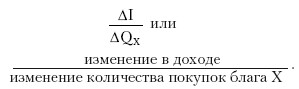 ΔI
ΔQx или
изменение в доходе
изменение количества покупок блага X .